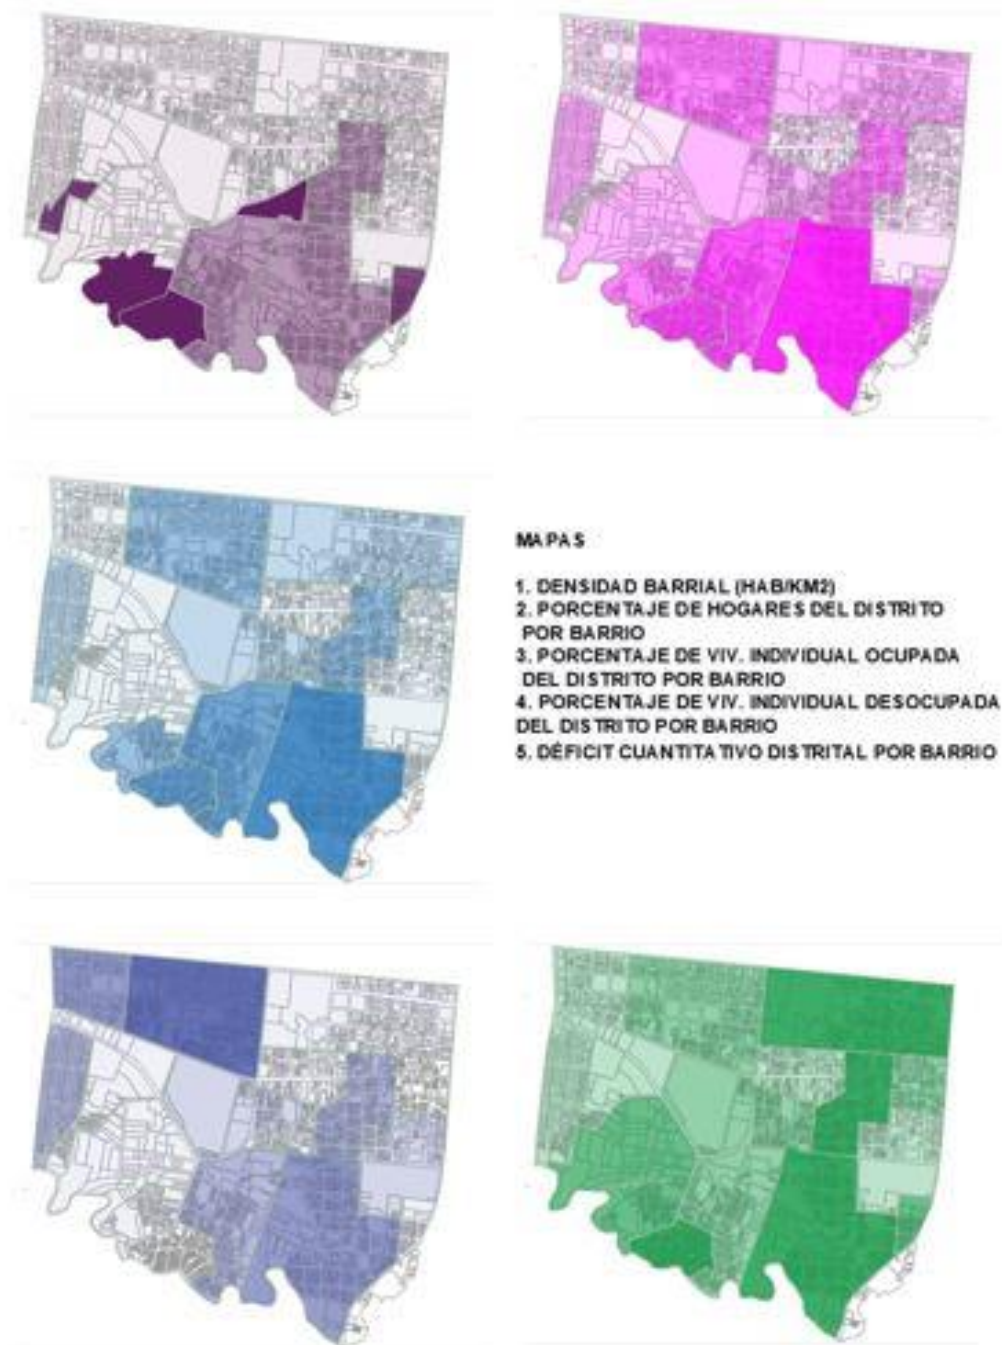 MAPAS
1. DENSIDAD BARRIAL (HAB/KM2)
2. PORCENTAJE DE HOGARES DEL DISTRITO
POR BARRIO
3. PORCENTAJE DE VIV. INDIVIDUAL OCUPADA
DEL DISTRITO POR BARRIO
4. PORCENTAJE DE VIV. INDIVIDUAL DESOCUPADA
DEL DISTRITO POR BARRIO
5. DÉFICIT CUANTITATIVO DISTRITAL POR BARRIO